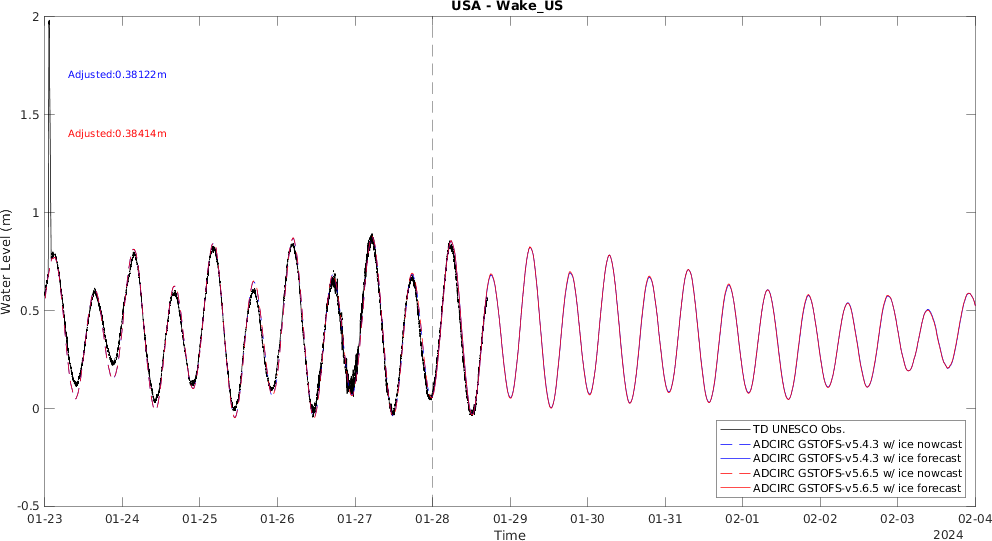 USA - Wake_US
2
1.5
1
0.5
0
-0.5
Water Level (m)
Adjusted:0.38122m
Adjusted:0.38414m
TD UNESCO Obs.
ADCIRC GSTOFS-v5.4.3 w/ ice nowcast
ADCIRC GSTOFS-v5.4.3 w/ ice forecast
ADCIRC GSTOFS-v5.6.5 w/ ice nowcast
ADCIRC GSTOFS-v5.6.5 w/ ice forecast
01-23 01-24 01-25 01-26 01-27 01-28 01-29 01-30 01-31 02-01 02-02 02-03 02-04
Time
2024